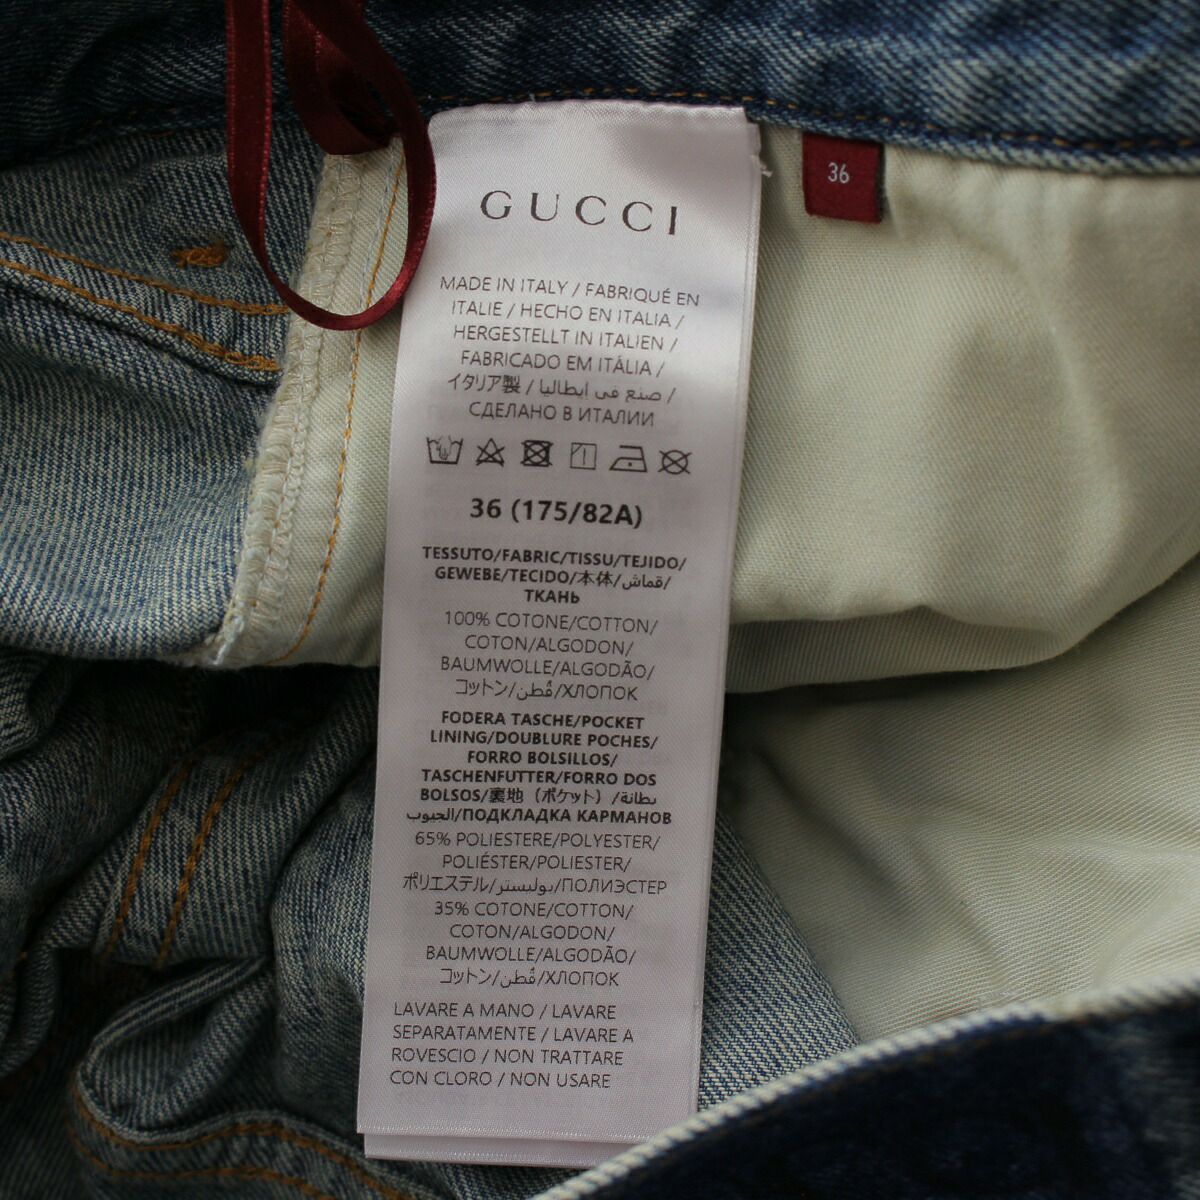 GUCCI
36
MADE IN ITALY / FABRIQUÉ EN
ITALIE / HECHO EN ITALIA /
HERGESTELLT IN ITALIEN /
FABRICADO EM ITÁLIA /
イタリア製 / صنع في إيطاليا /
СДЕЛАНО В ИТАЛИИ
36 (175/82A)
TESSUTO/FABRIC/TISSU/TEJIDO/
GEWEBE/TECIDO/本体/قماش/
ТКАНЬ
100% COTONE/COTTON/
COTON/ALGODON/
BAUMWOLLE/ALGODÃO/
コットン/قُطن/ХЛОПОК
FODERA TASCHE/POCKET
LINING/DOUBLURE POCHES/
FORRO BOLSILLOS/
TASCHENFUTTER/FORRO DOS
BOLSOS/裏地（ポケット）/بطانة
الجيوب/ПОДКЛАДКА КАРМАНОВ
65% POLIESTERE/POLYESTER/
POLIÉSTER/POLIESTER/
ポリエステル/بوليستر/ПОЛИЭСТЕР
35% COTONE/COTTON/
COTON/ALGODON/
BAUMWOLLE/ALGODÃO/
コットン/قُطن/ХЛОПОК
LAVARE A MANO / LAVARE
SEPARATAMENTE / LAVARE A
ROVESCIO / NON TRATTARE
CON CLORO / NON USARE